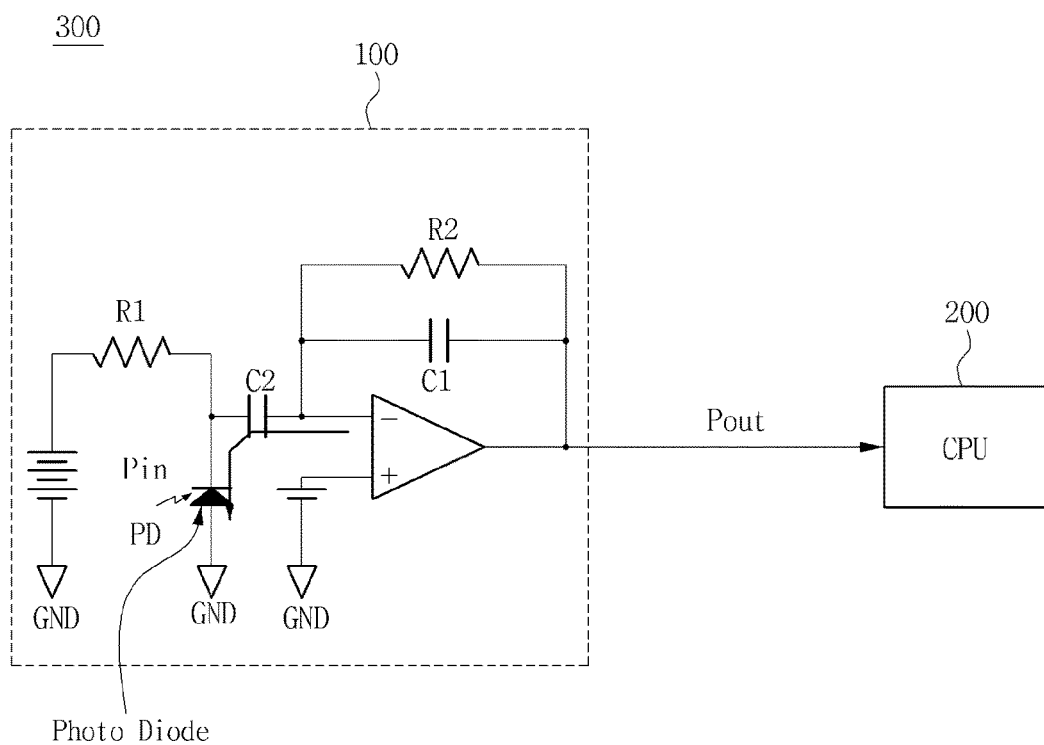 300
100
R2
R1
C1
C2
200
Pout
CPU
−
+
Pin
PD
GND
GND
GND
Photo Diode